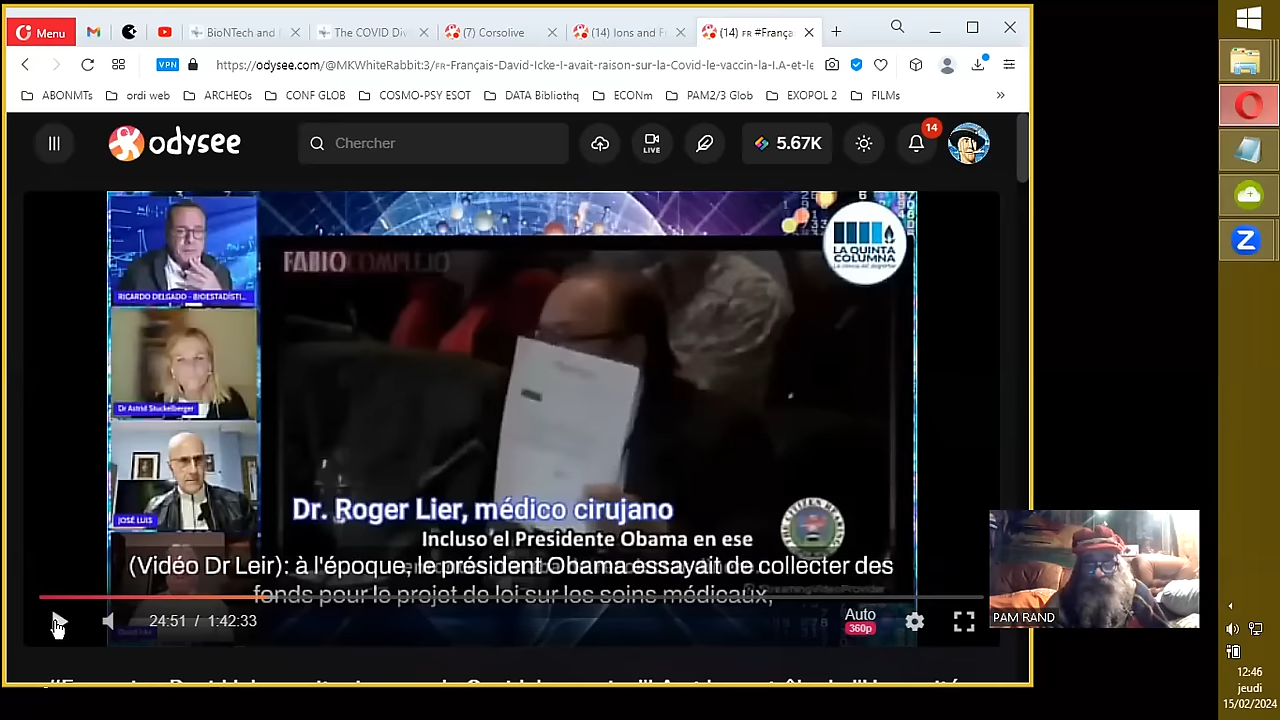 Menu
BioNTech and
The COVID Div
(7) Corsolive
(14) Ions and F
(14) FR #França
VPN
https://odysee.com/@MKWhiteRabbit:3/FR-Français-David-Icke-I-avait-raison-sur-la-Covid-le-vaccin-la-I.A-et-le
ABONMTs
ordi web
ARCHEOs
CONF GLOB
COSMO-PSY ESOT
DATA Bibliothq
ECONm
PAM2/3 Glob
EXOPOL 2
FILMs
»
odysee
Chercher
LIVE
5.67K
14
RICARDO DELGADO - BIOESTADÍSTI...
Dr Astrid Stuckelberger
JOSÉ LUIS
FABIOCOMPLEJO
LA QUINTA
COLUMNA
Dr. Roger Lier, médico cirujano
Incluso el Presidente Obama en ese
(Vidéo Dr Leir): à l'époque, le président Obama essayait de collecter des
fonds pour le projet de loi sur les soins médicaux,
StreamingVideoProvider
24:51 / 1:42:33
Auto
360p
PAM RAND
12:46
jeudi
15/02/2024